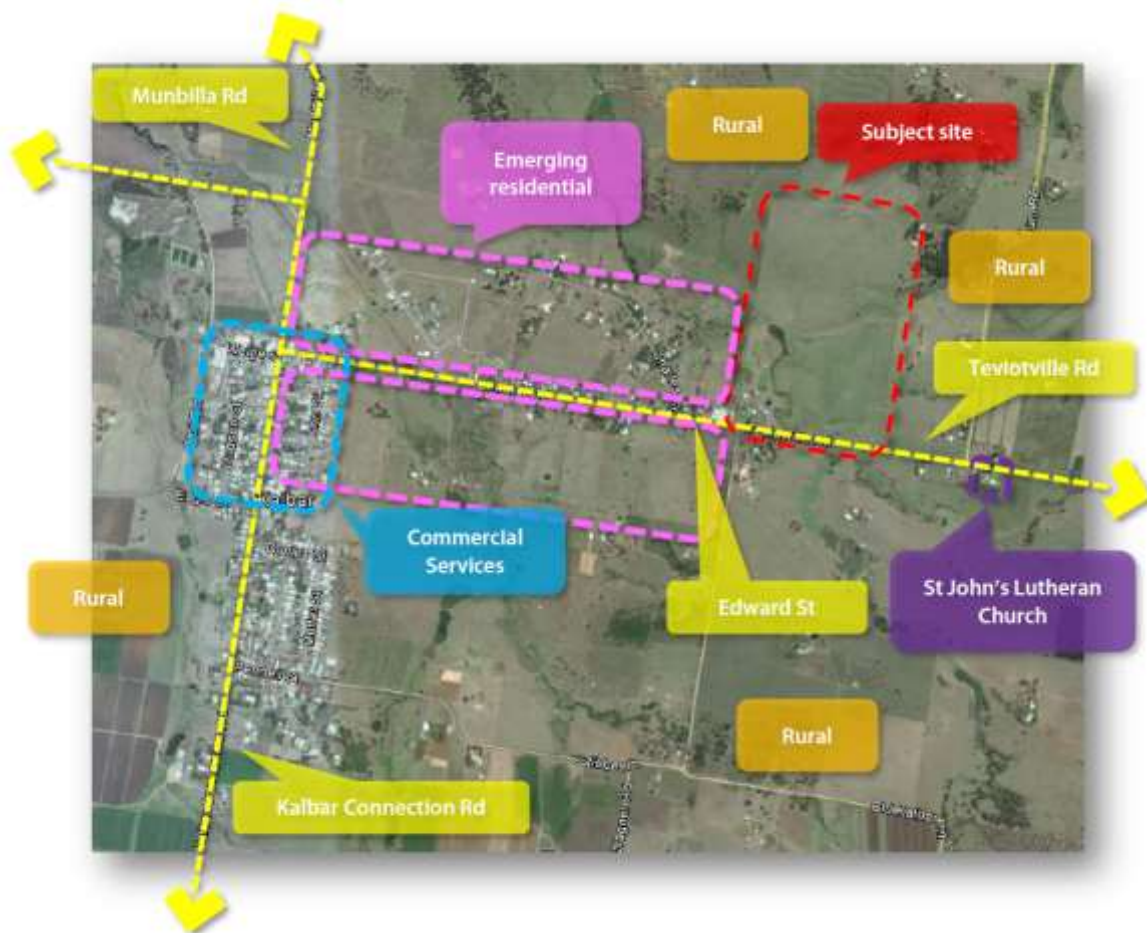 Munbilla Rd
Emerging
residential
Rural
Subject site
Rural
Teviotville Rd
Commercial
Services
Rural
Edward St
St John's Lutheran
Church
Rural
Kalbar Connection Rd
Kalbar